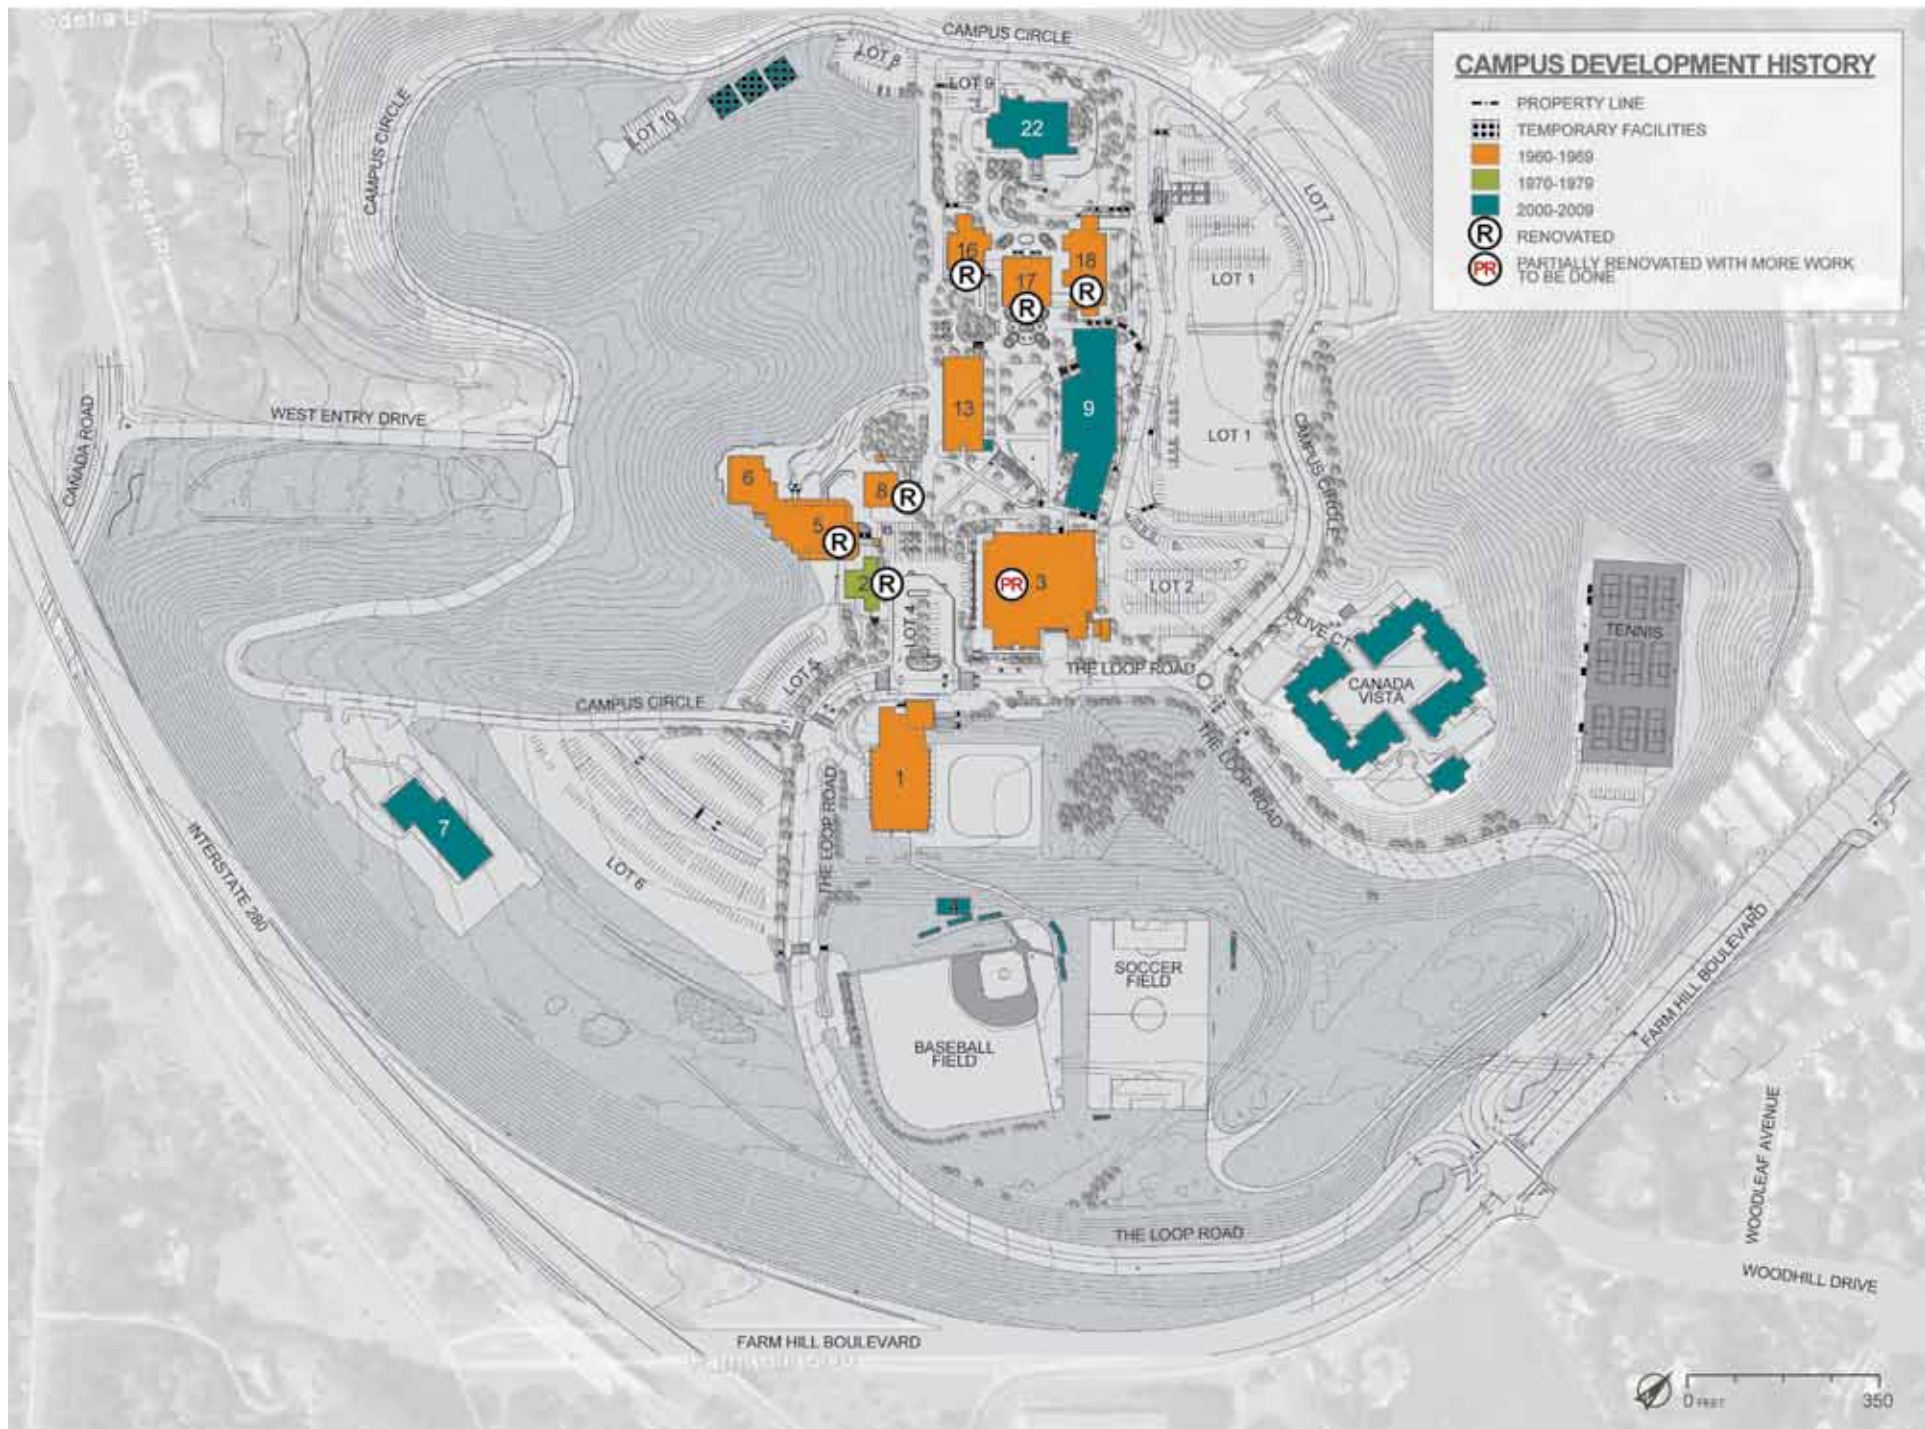 CAMPUS DEVELOPMENT HISTORY
PROPERTY LINE
TEMPORARY FACILITIES
1960-1969
1970-1979
2000-2009
R RENOVATED
PR PARTIALLY RENOVATED WITH MORE WORK
TO BE DONE
CAMPUS CIRCLE
LOT 8
LOT 9
CAMPUS CIRCLE
LOT 10
22
LOT 7
16
R
17
R
18
R
LOT 1
CANADA ROAD
WEST ENTRY DRIVE
13
9
LOT 1
CAMPUS CIRCLE
6
8
R
5
R
2
R
LOT 4
PR
3
LOT 2
OLIVE CT.
TENNIS
LOT 5
THE LOOP ROAD
CANADA
VISTA
CAMPUS CIRCLE
THE LOOP ROAD
1
THE LOOP ROAD
7
INTERSTATE 280
LOT 6
4
SOCCER
FIELD
BASEBALL
FIELD
FARM HILL BOULEVARD
WOODLEAF AVENUE
THE LOOP ROAD
WOODHILL DRIVE
FARM HILL BOULEVARD
0 FEET
350